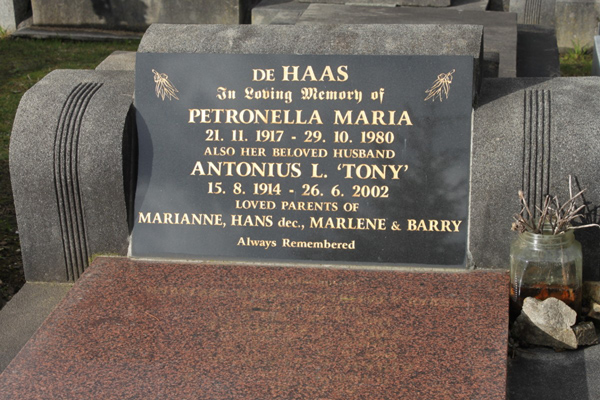 DE HAAS
In Loving Memory of
PETRONELLA MARIA
21. 11. 1917 - 29. 10. 1980
ALSO HER BELOVED HUSBAND
ANTONIUS L. 'TONY'
15. 8. 1914 - 26. 6. 2002
LOVED PARENTS OF
MARIANNE, HANS dec., MARLENE & BARRY
Always Remembered